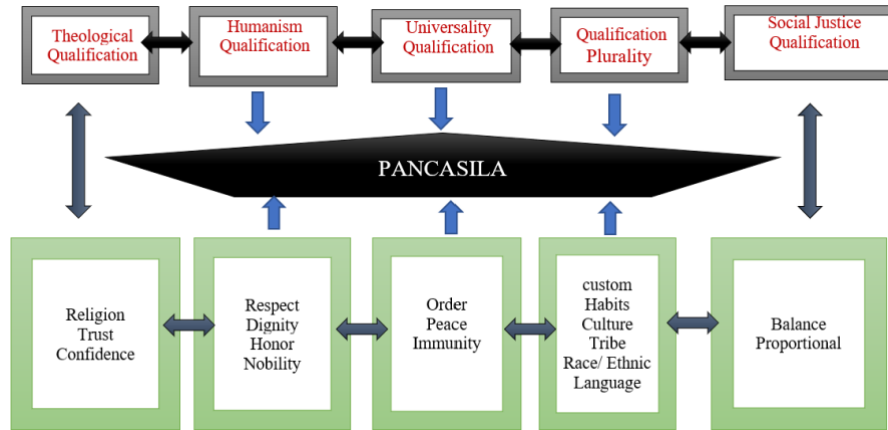 Theological
Qualification
Humanism
Qualification
Universality
Qualification
Qualification
Plurality
Social Justice
Qualification
PANCASILA
Religion
Trust
Confidence
Respect
Dignity
Honor
Nobility
Order
Peace
Immunity
custom
Habits
Culture
Tribe
Race/ Ethnic
Language
Balance
Proportional